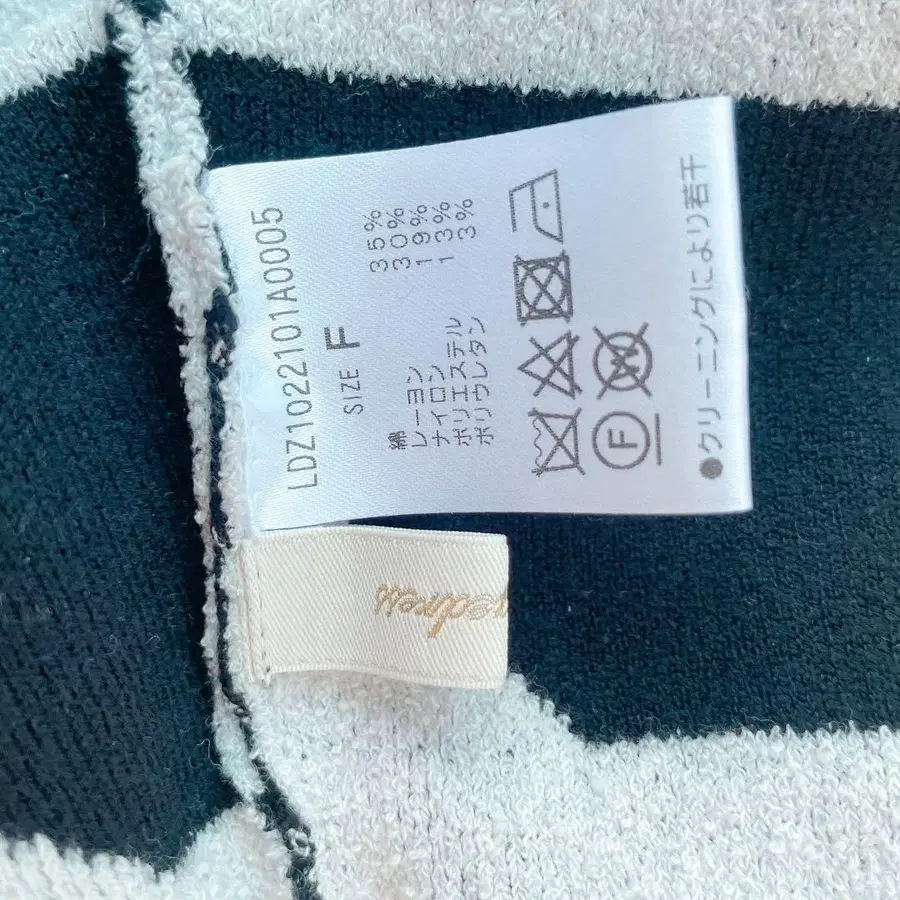 LDZ1022101A0005
SIZE F
綿 35%
レーヨン 30%
ナイロン 19%
ポリエステル 13%
ポリウレタン 3%
W
F
●クリーニングにより若干